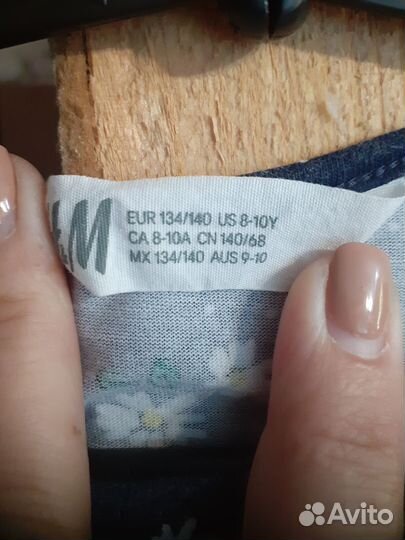 H&M
EUR 134/140 US 8-10Y
CA 8-10A CN 140/68
MX 134/140 AUS 9-10
Avito